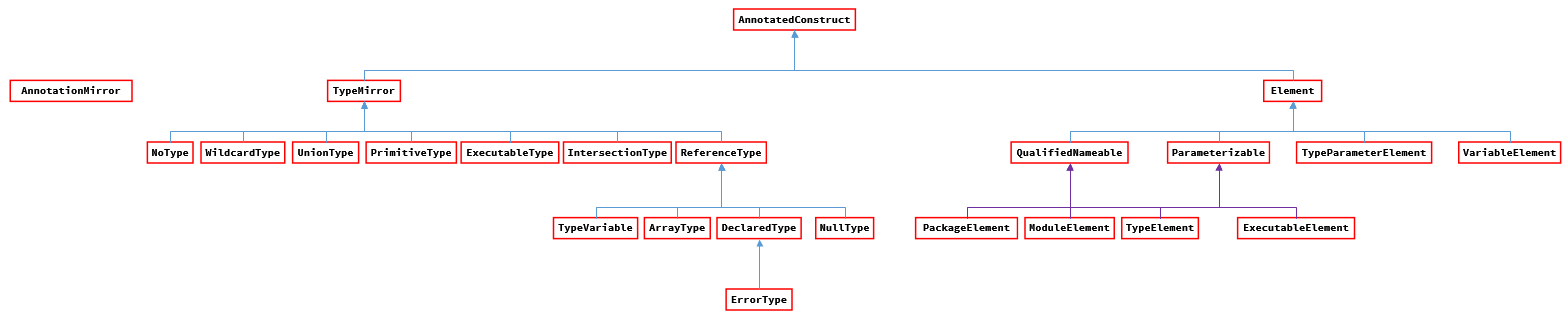 AnnotatedConstruct
AnnotationMirror
TypeMirror
Element
NoType
WildcardType
UnionType
PrimitiveType
ExecutableType
IntersectionType
ReferenceType
QualifiedNameable
Parameterizable
TypeParameterElement
VariableElement
TypeVariable
ArrayType
DeclaredType
NullType
PackageElement
ModuleElement
TypeElement
ExecutableElement
ErrorType